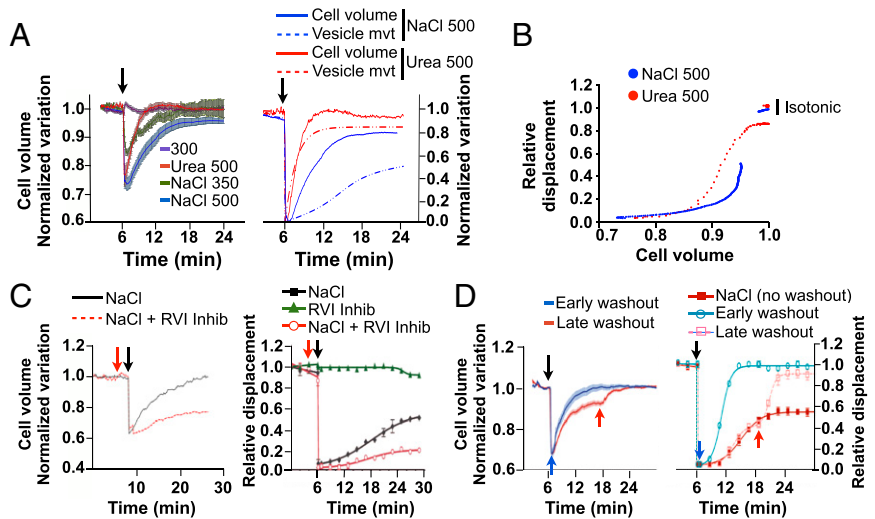 A
Cell volume
Normalized variation
1.0
0.9
0.8
0.7
0.6
300
Urea 500
NaCl 350
NaCl 500
6 12 18 24
Time (min)
Cell volume
Vesicle mvt
NaCl 500
Cell volume
Vesicle mvt
Urea 500
1.0
0.8
0.6
0.4
0.2
0.0
Normalized variation
6 12 18 24
Time (min)
B
NaCl 500
Urea 500
Isotonic
Relative
displacement
1.2
1.0
0.8
0.6
0.4
0.2
0.0
0.7 0.8 0.9 1.0
Cell volume
C
NaCl
NaCl + RVI Inhib
Cell volume
Normalized variation
1.2
1.0
0.8
0.6
0.4
10 20 30
Time (min)
NaCl
RVI Inhib
NaCl + RVI Inhib
Relative displacement
1.2
1.0
0.8
0.6
0.4
0.2
0.0
0 6 12 18 24 30
Time (min)
D
Early washout
Late washout
Cell volume
Normalized variation
1.2
1.0
0.8
0.6
6 12 18 24
Time (min)
NaCl (no washout)
Early washout
Late washout
1.2
1.0
0.8
0.6
0.4
0.2
0.0
Relative displacement
6 12 18 24
Time (min)